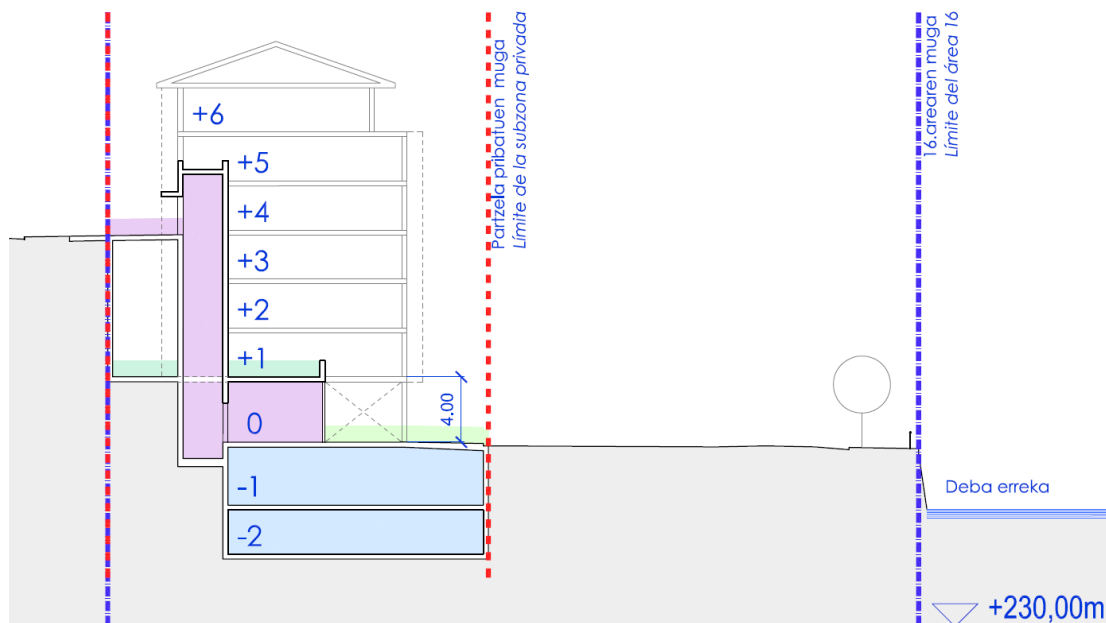 Partzela pribatuen muga
Límite de la subzona privada
16.arearen muga
Límite del área 16
+6
+5
+4
+3
+2
+1
4.00
0
-1
-2
Deba erreka
+230,00m